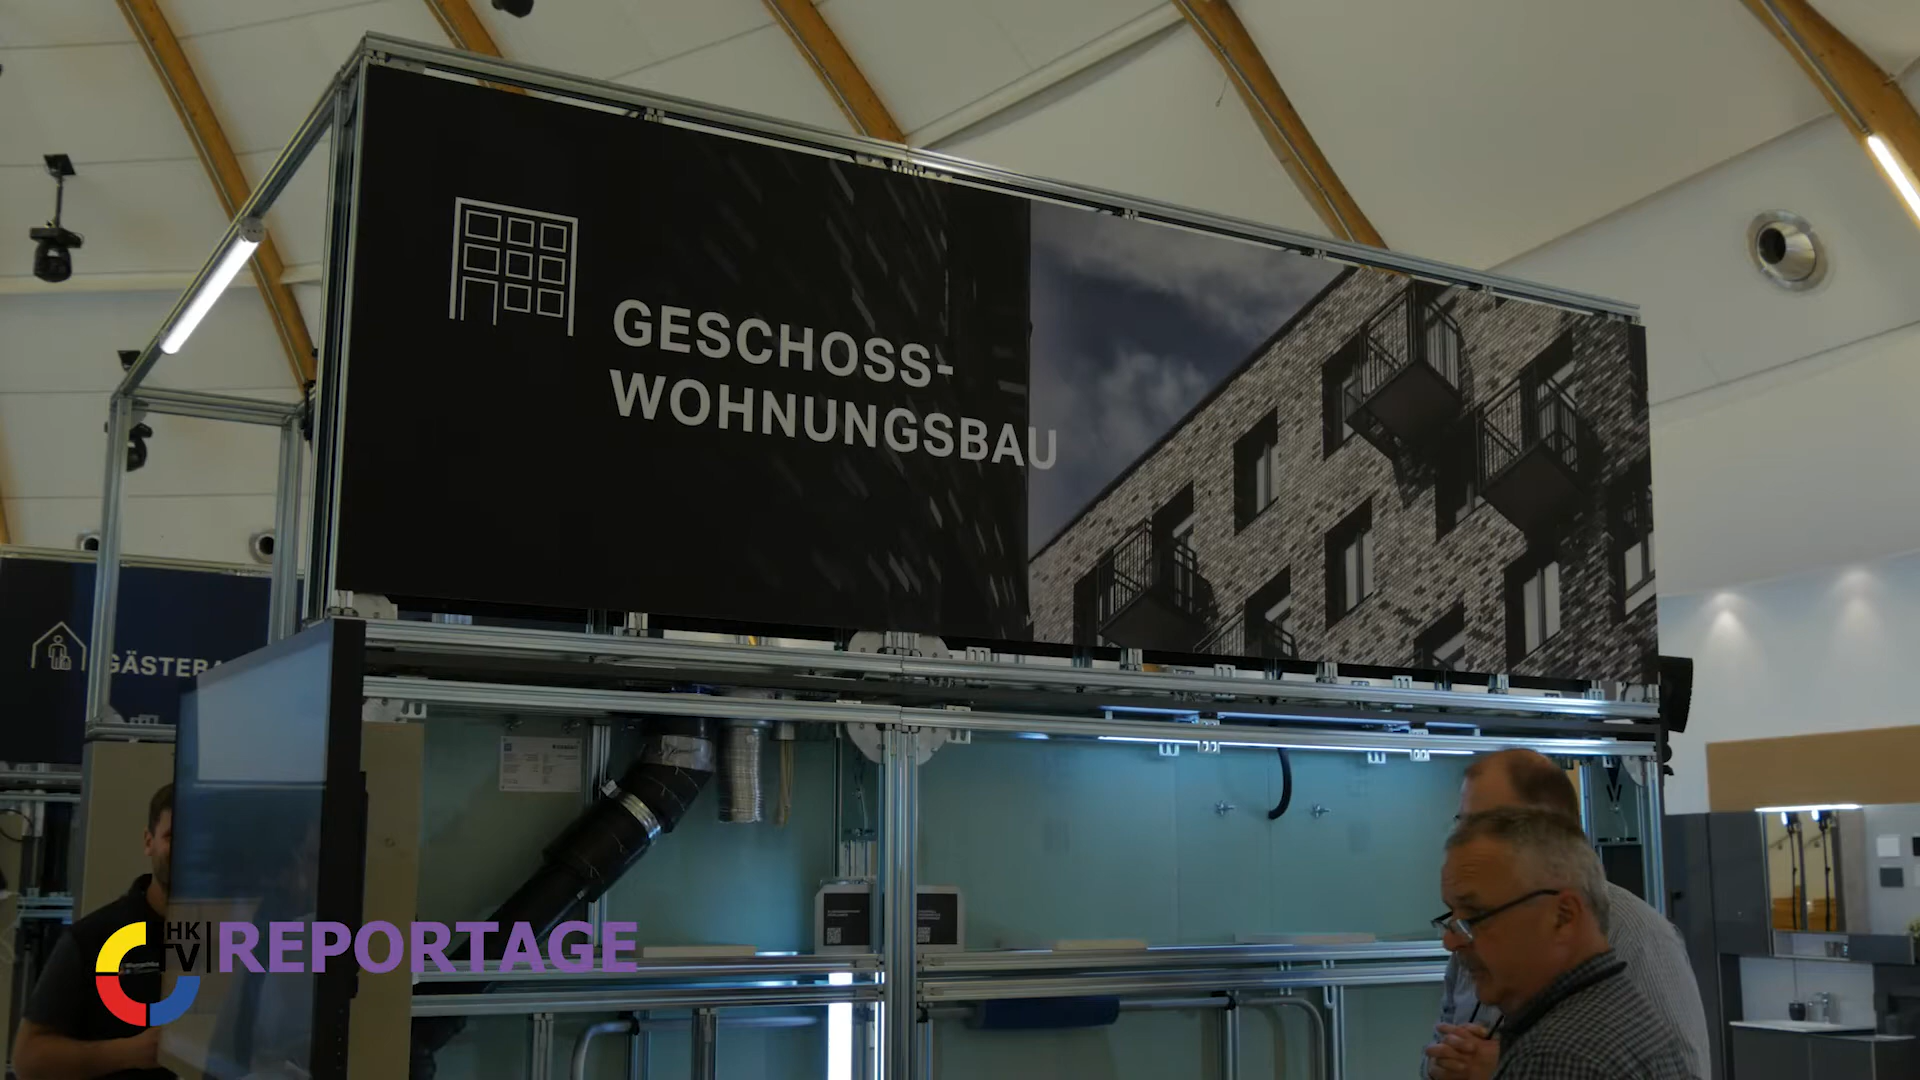 GESCHOSS-
WOHNUNGSBAU
GÄSTEBA
HK
TV
REPORTAGE